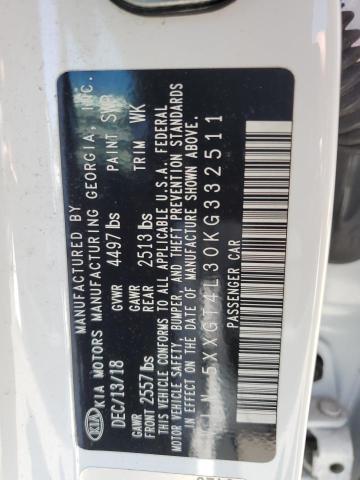 MANUFACTURED BY
KIA KIA MOTORS MANUFACTURING GEORGIA, INC.
DEC/13/18 GVWR 4497 lbs PAINT SWP
GAWR FRONT 2557 lbs GAWR REAR 2513 lbs TRIM WK
THIS VEHICLE CONFORMS TO ALL APPLICABLE U.S.A. FEDERAL
MOTOR VEHICLE SAFETY, BUMPER, AND THEFT PREVENTION STANDARDS
IN EFFECT ON THE DATE OF MANUFACTURE SHOWN ABOVE.
5XXGT4L30KG332511
PASSENGER CAR